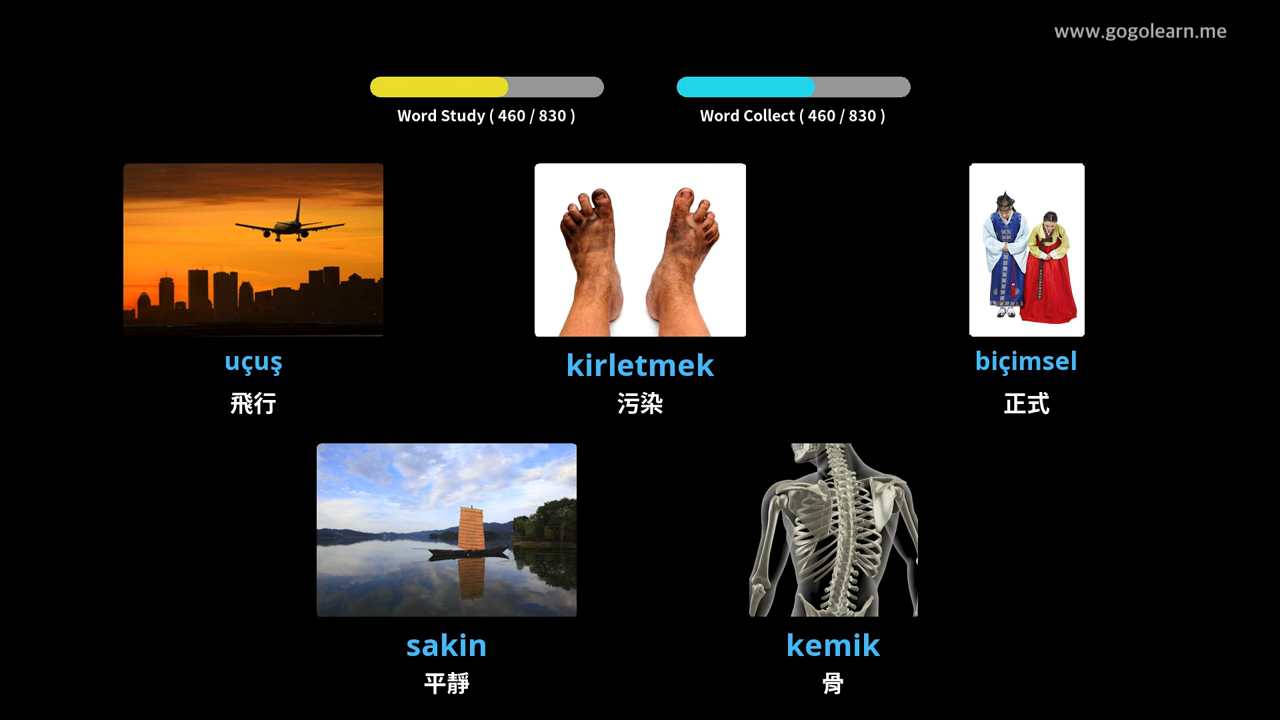 www.gogolearn.me
Word Study ( 460 / 830 )
Word Collect ( 460 / 830 )
uçuş
飛行
kirletmek
污染
biçimsel
正式
sakin
平靜
kemik
骨